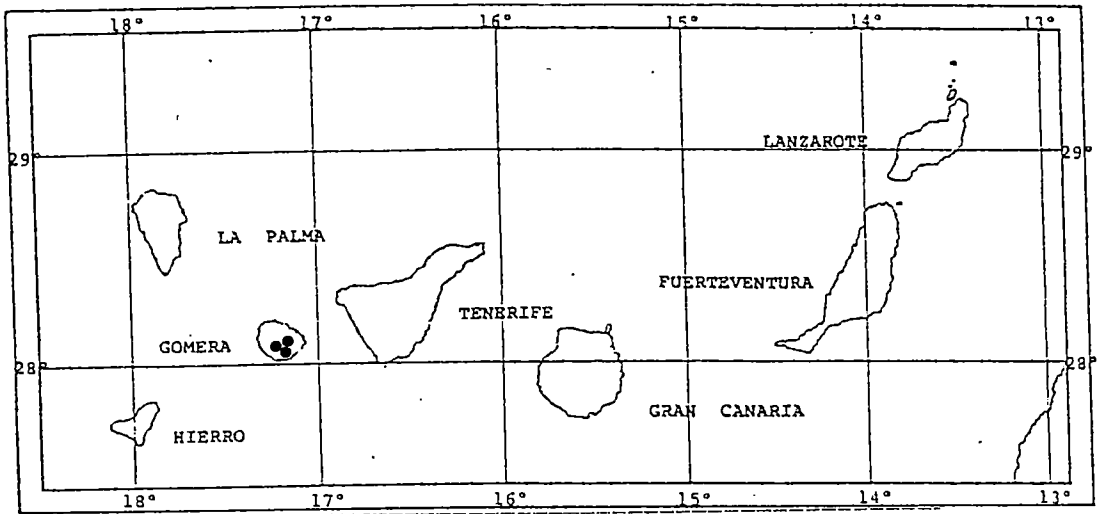 18° 17° 16° 15° 14° 13°
LANZAROTE
29° 29°
LA PALMA
FUERTEVENTURA
TENERIFE
GOMERA
28° 28°
GRAN CANARIA
HIERRO
18° 17° 16° 15° 14° 13°